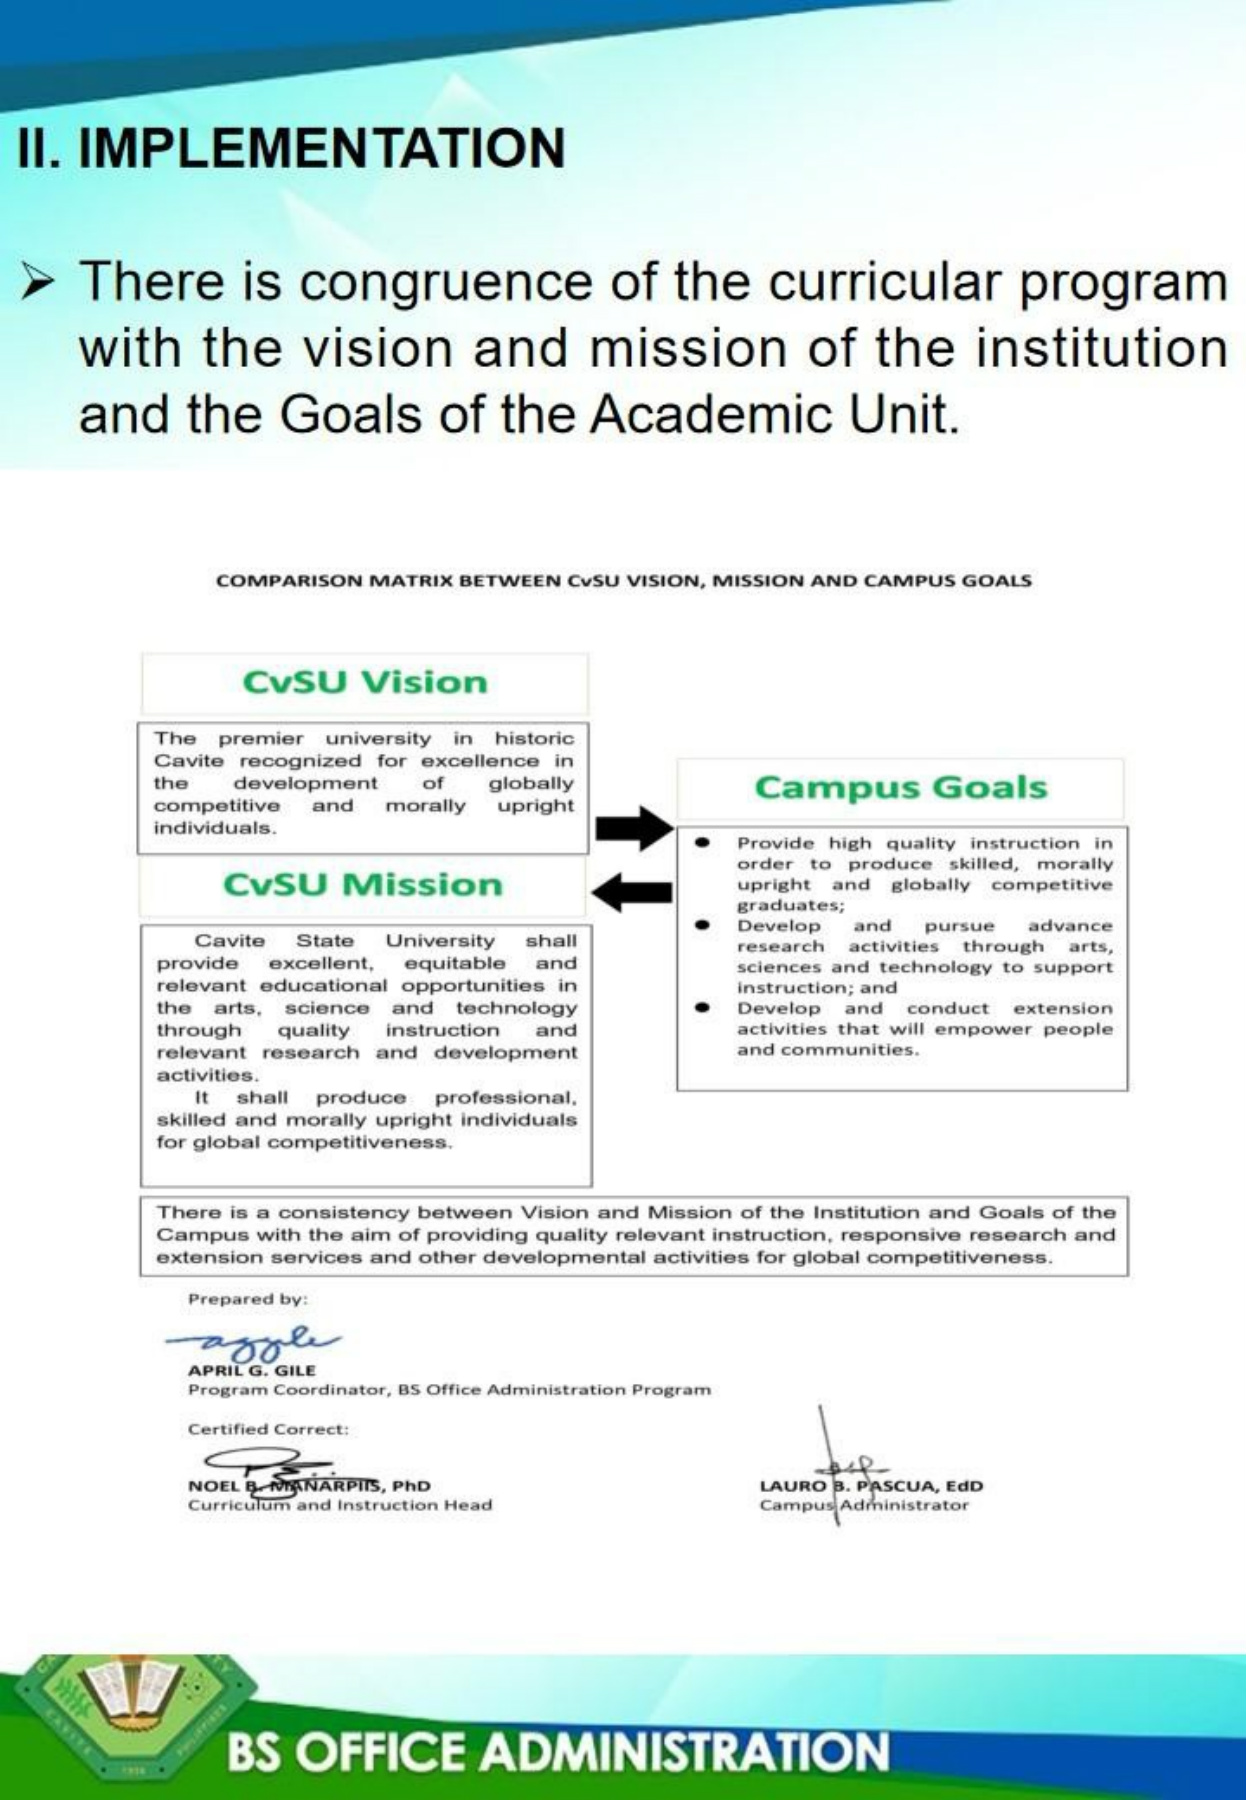 II. IMPLEMENTATION
➢ There is congruence of the curricular program
with the vision and mission of the institution
and the Goals of the Academic Unit.
COMPARISON MATRIX BETWEEN CvSU VISION, MISSION AND CAMPUS GOALS
CvSU Vision
The premier university in historic
Cavite recognized for excellence in
the development of globally
competitive and morally upright
individuals.
CvSU Mission
Cavite State University shall
provide excellent, equitable and
relevant educational opportunities in
the arts, science and technology
through quality instruction and
relevant research and development
activities.
It shall produce professional,
skilled and morally upright individuals
for global competitiveness.
Campus Goals
● Provide high quality instruction in
order to produce skilled, morally
upright and globally competitive
graduates;
● Develop and pursue advance
research activities through arts,
sciences and technology to support
instruction; and
● Develop and conduct extension
activities that will empower people
and communities.
There is a consistency between Vision and Mission of the Institution and Goals of the
Campus with the aim of providing quality relevant instruction, responsive research and
extension services and other developmental activities for global competitiveness.
Prepared by:
APRIL G. GILE
Program Coordinator, BS Office Administration Program
Certified Correct:
NOEL B. MANARPIIS, PhD
Curriculum and Instruction Head
LAURO B. PASCUA, EdD
Campus Administrator
CAVITE
BS OFFICE ADMINISTRATION